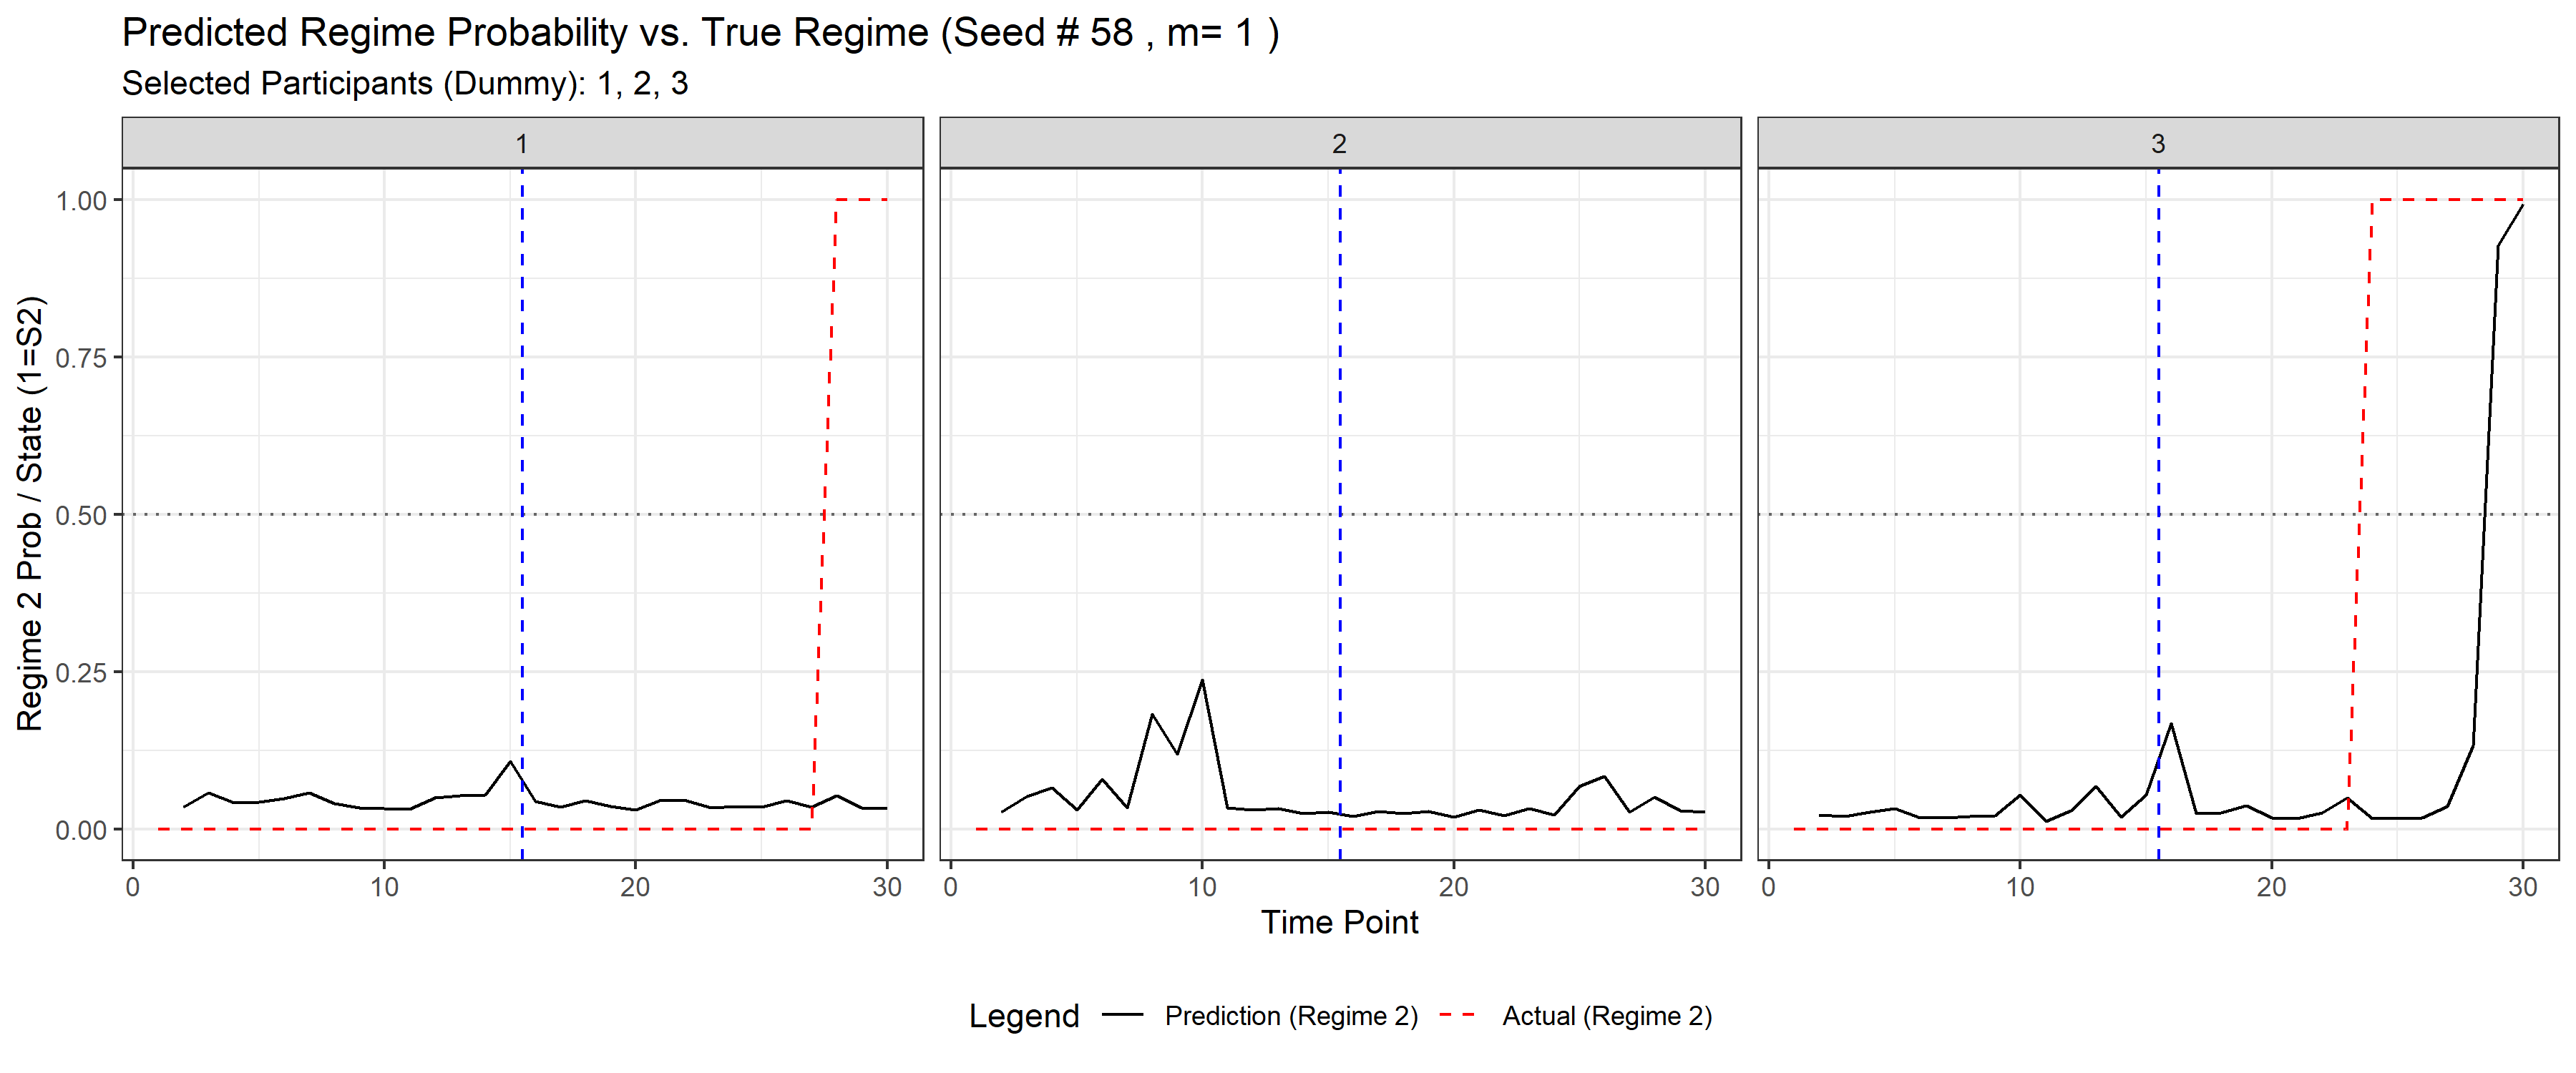 Predicted Regime Probability vs. True Regime (Seed # 58 , m= 1 )
Selected Participants (Dummy): 1, 2, 3
1
2
3
Regime 2 Prob / State (1=S2)
1.00
0.75
0.50
0.25
0.00
0 10 20 30
0 10 20 30
0 10 20 30
Time Point
Legend Prediction (Regime 2) Actual (Regime 2)